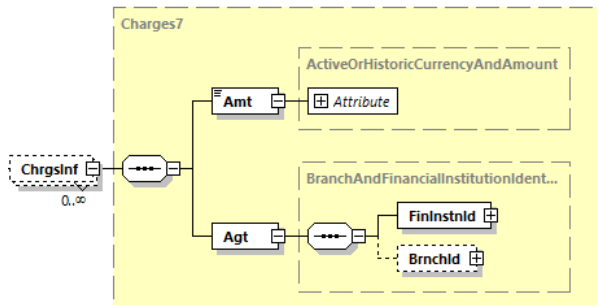 Charges7
ActiveOrHistoricCurrencyAndAmount
Amt
Attribute
ChrgsInf
0..∞
BranchAndFinancialInstitutionIdent...
FinInstnId
Agt
BrnchId